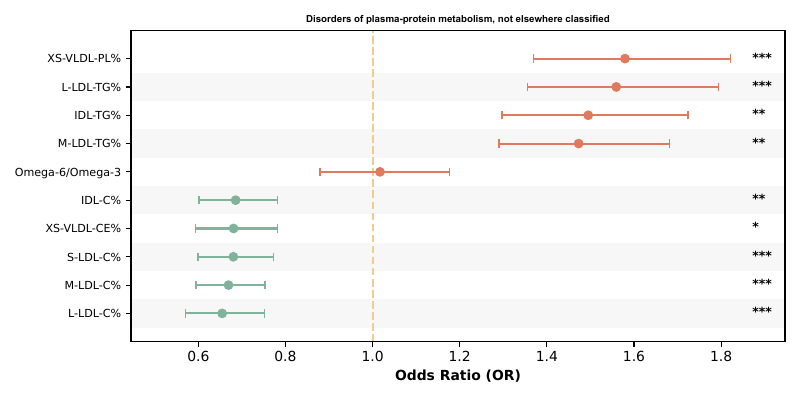 Disorders of plasma-protein metabolism, not elsewhere classified
XS-VLDL-PL% ***
L-LDL-TG% ***
IDL-TG% **
M-LDL-TG% **
Omega-6/Omega-3
IDL-C% **
XS-VLDL-CE% *
S-LDL-C% ***
M-LDL-C% ***
L-LDL-C% ***
0.6 0.8 1.0 1.2 1.4 1.6 1.8
Odds Ratio (OR)